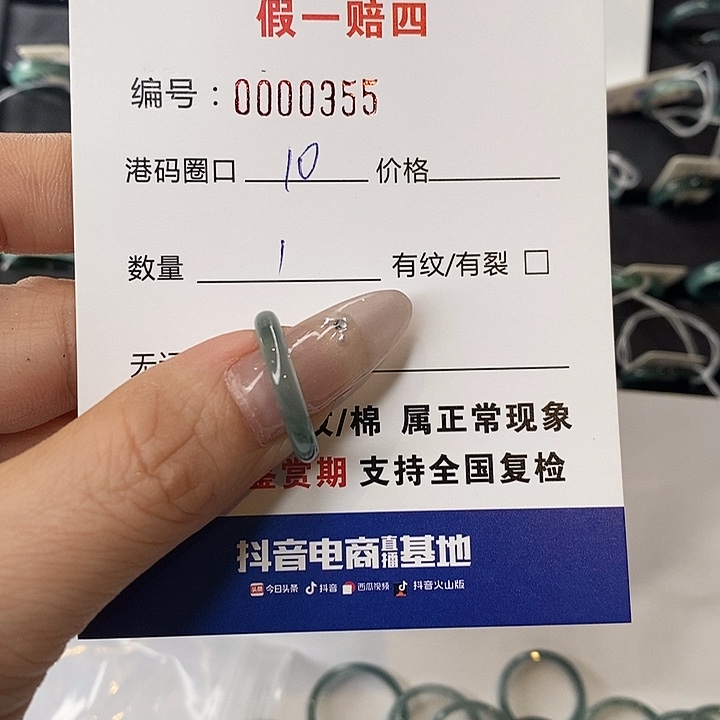 假一赔四
编号：0000355
港码圈口 10 价格
数量 1 有纹/有裂 □
无
/棉 属正常现象
鉴赏期 支持全国复检
抖音电商直播基地
头条 今日头条 抖音 西瓜视频 抖音火山版